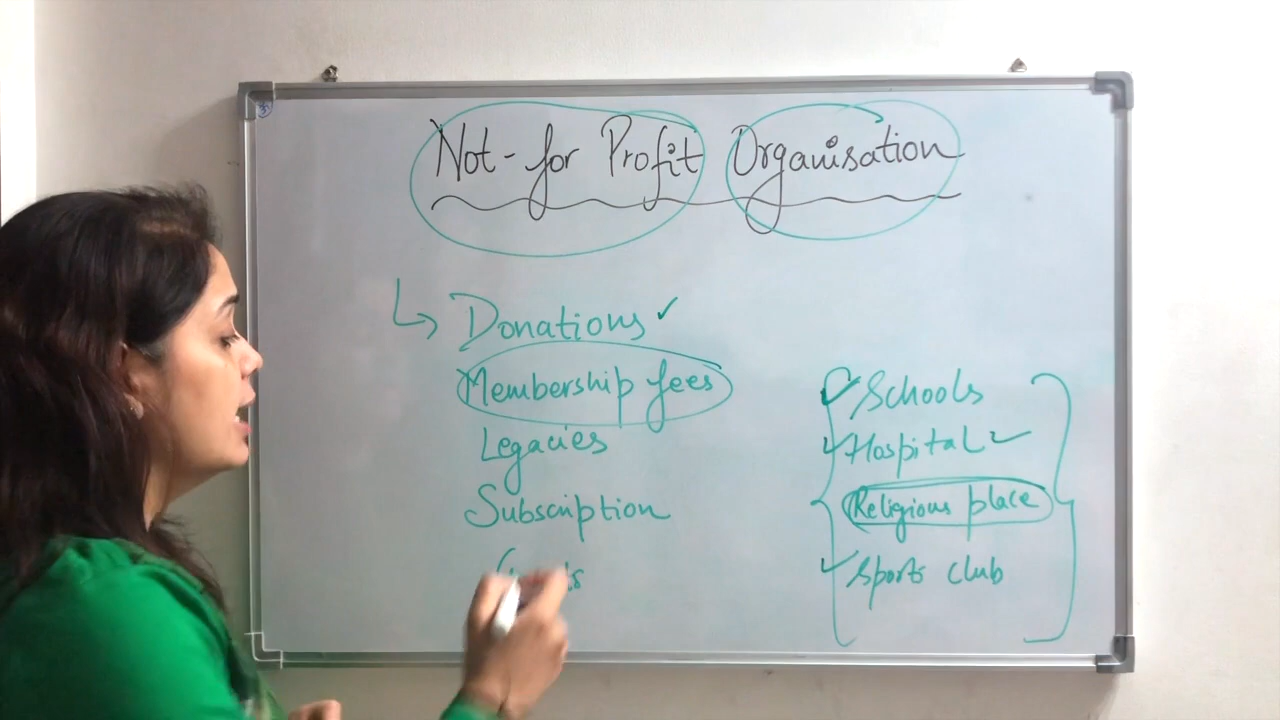 Not-for Profit Organisation
Donations
Membership fees
Legacies
Subscription
Schools
Hospital
Religious place
Sports club